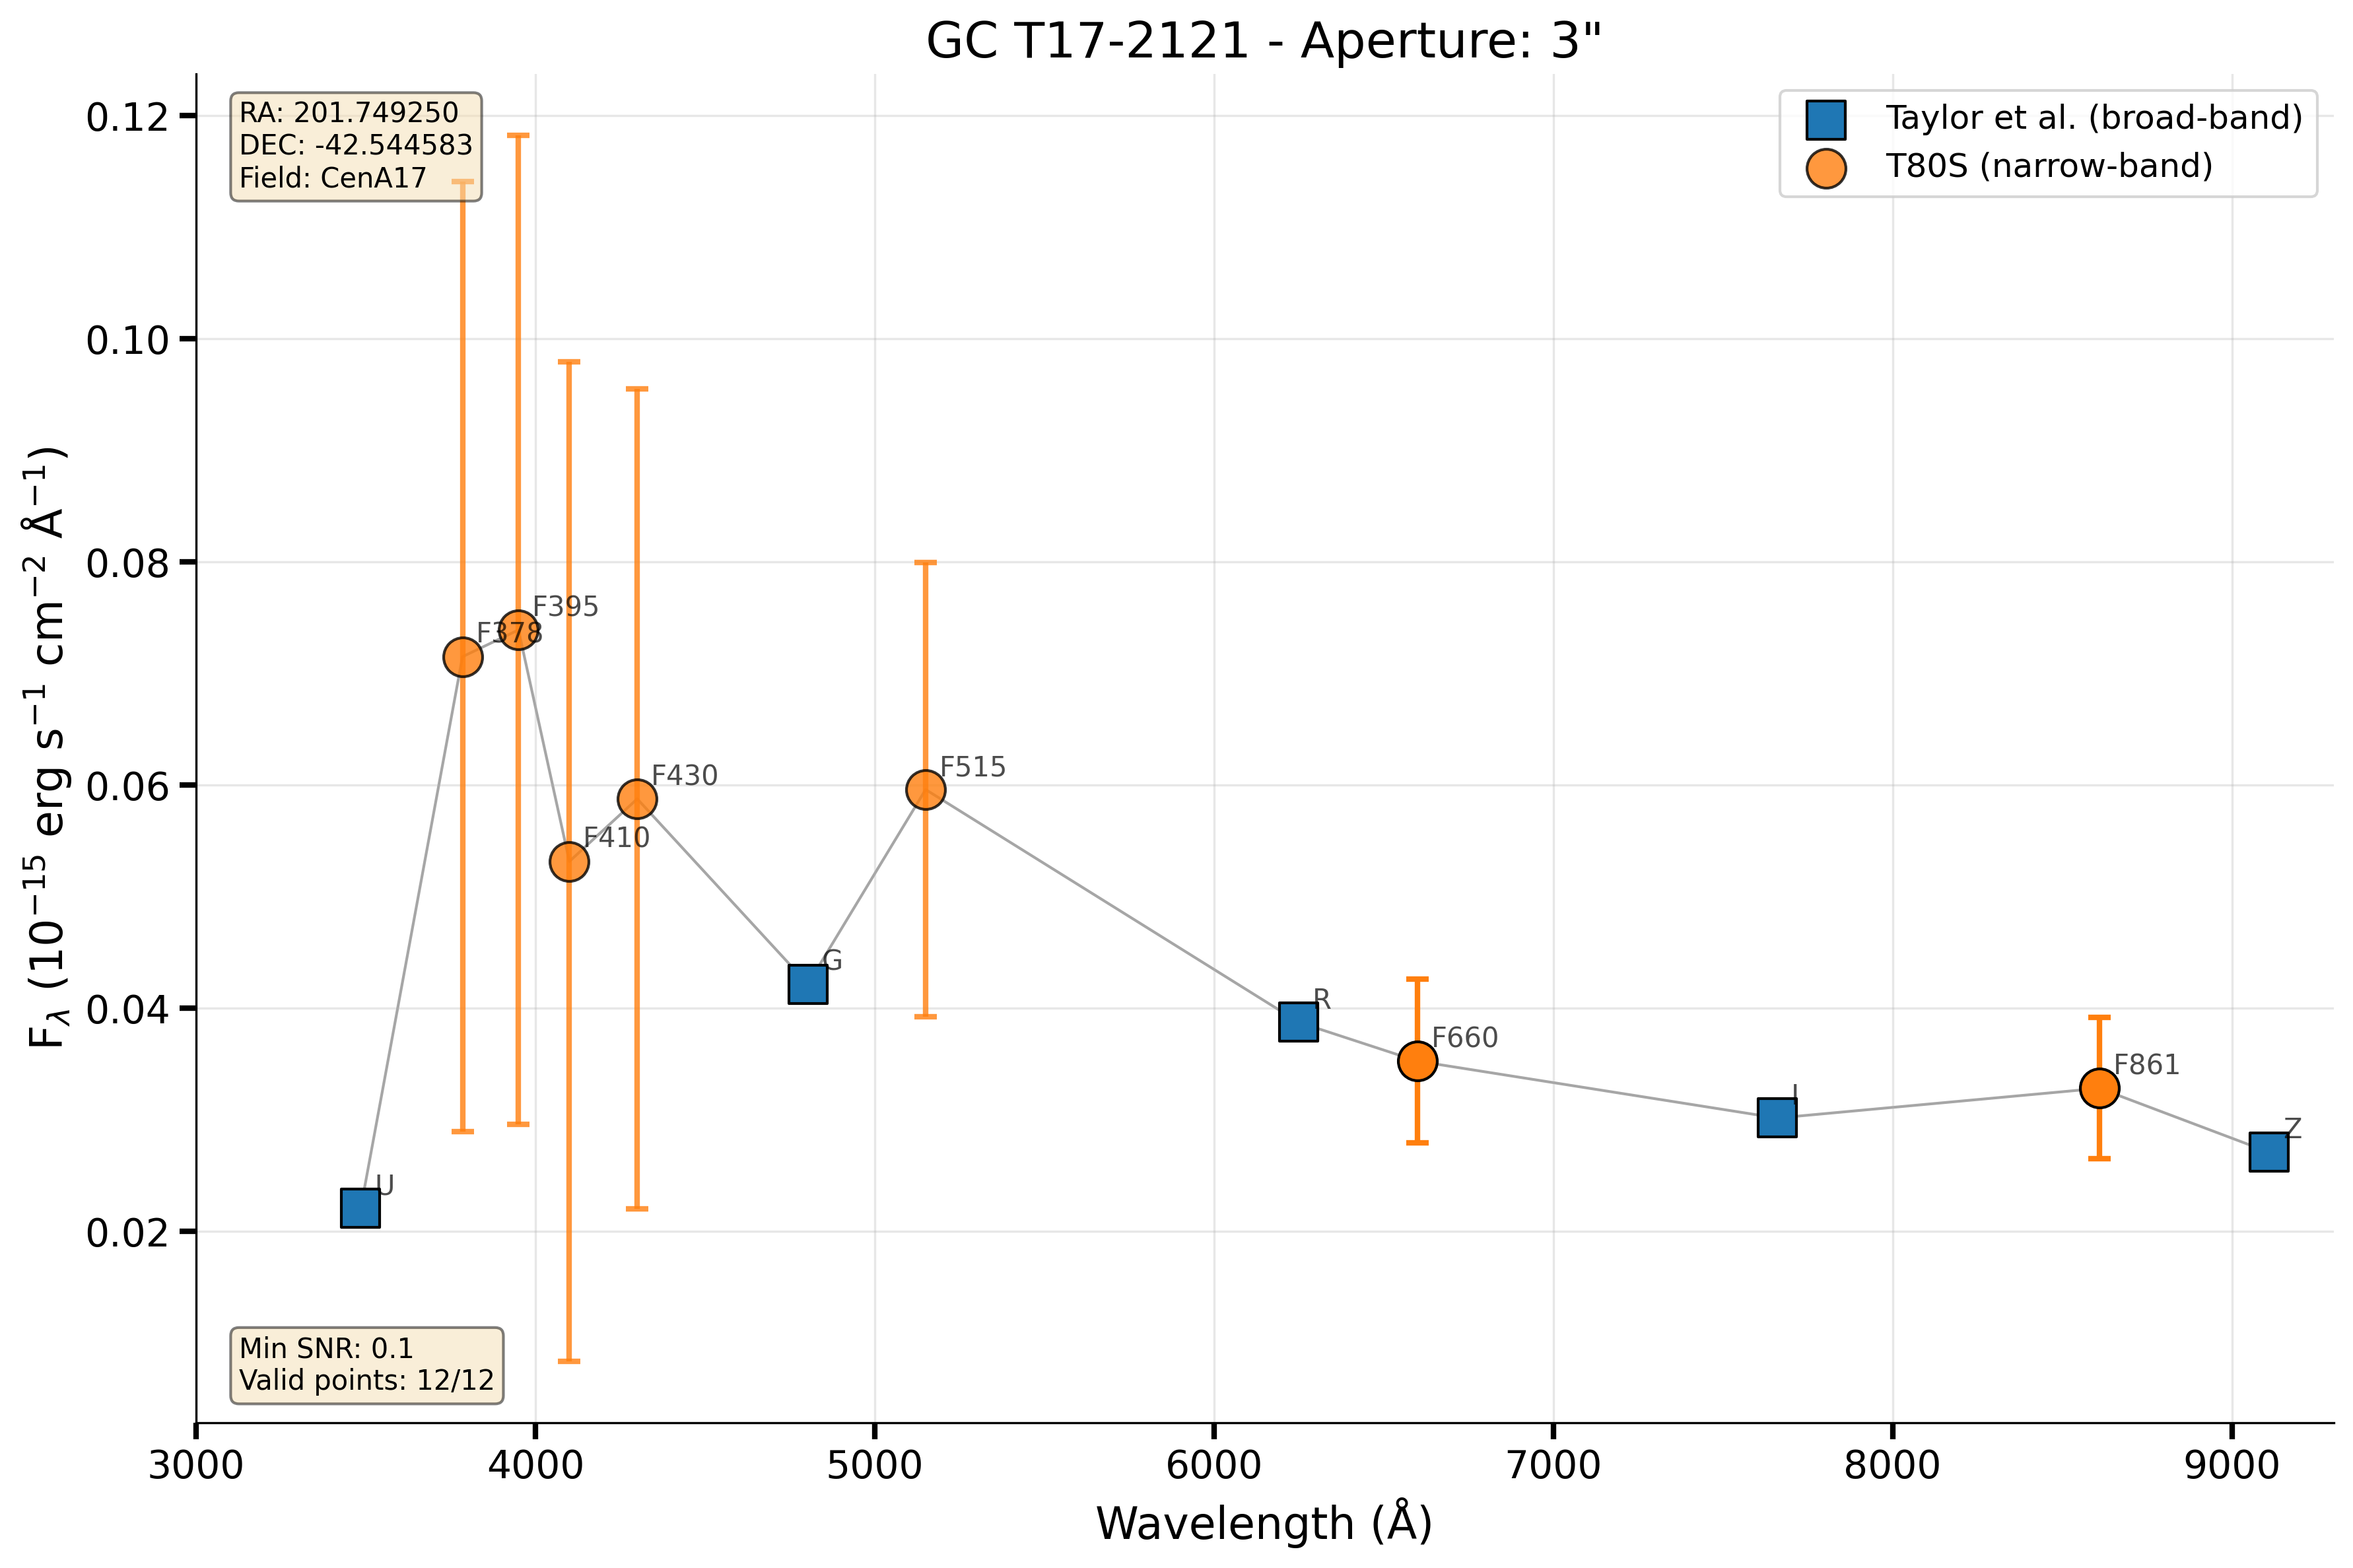 GC T17-2121 - Aperture: 3"
RA: 201.749250
DEC: -42.544583
Field: CenA17
Taylor et al. (broad-band)
T80S (narrow-band)
0.12
0.10
0.08
0.06
0.04
0.02
F_λ (10⁻¹⁵ erg s⁻¹ cm⁻² Å⁻¹)
U
F378
F395
F410
F430
G
F515
R
F660
I
F861
Z
Min SNR: 0.1
Valid points: 12/12
3000 4000 5000 6000 7000 8000 9000
Wavelength (Å)